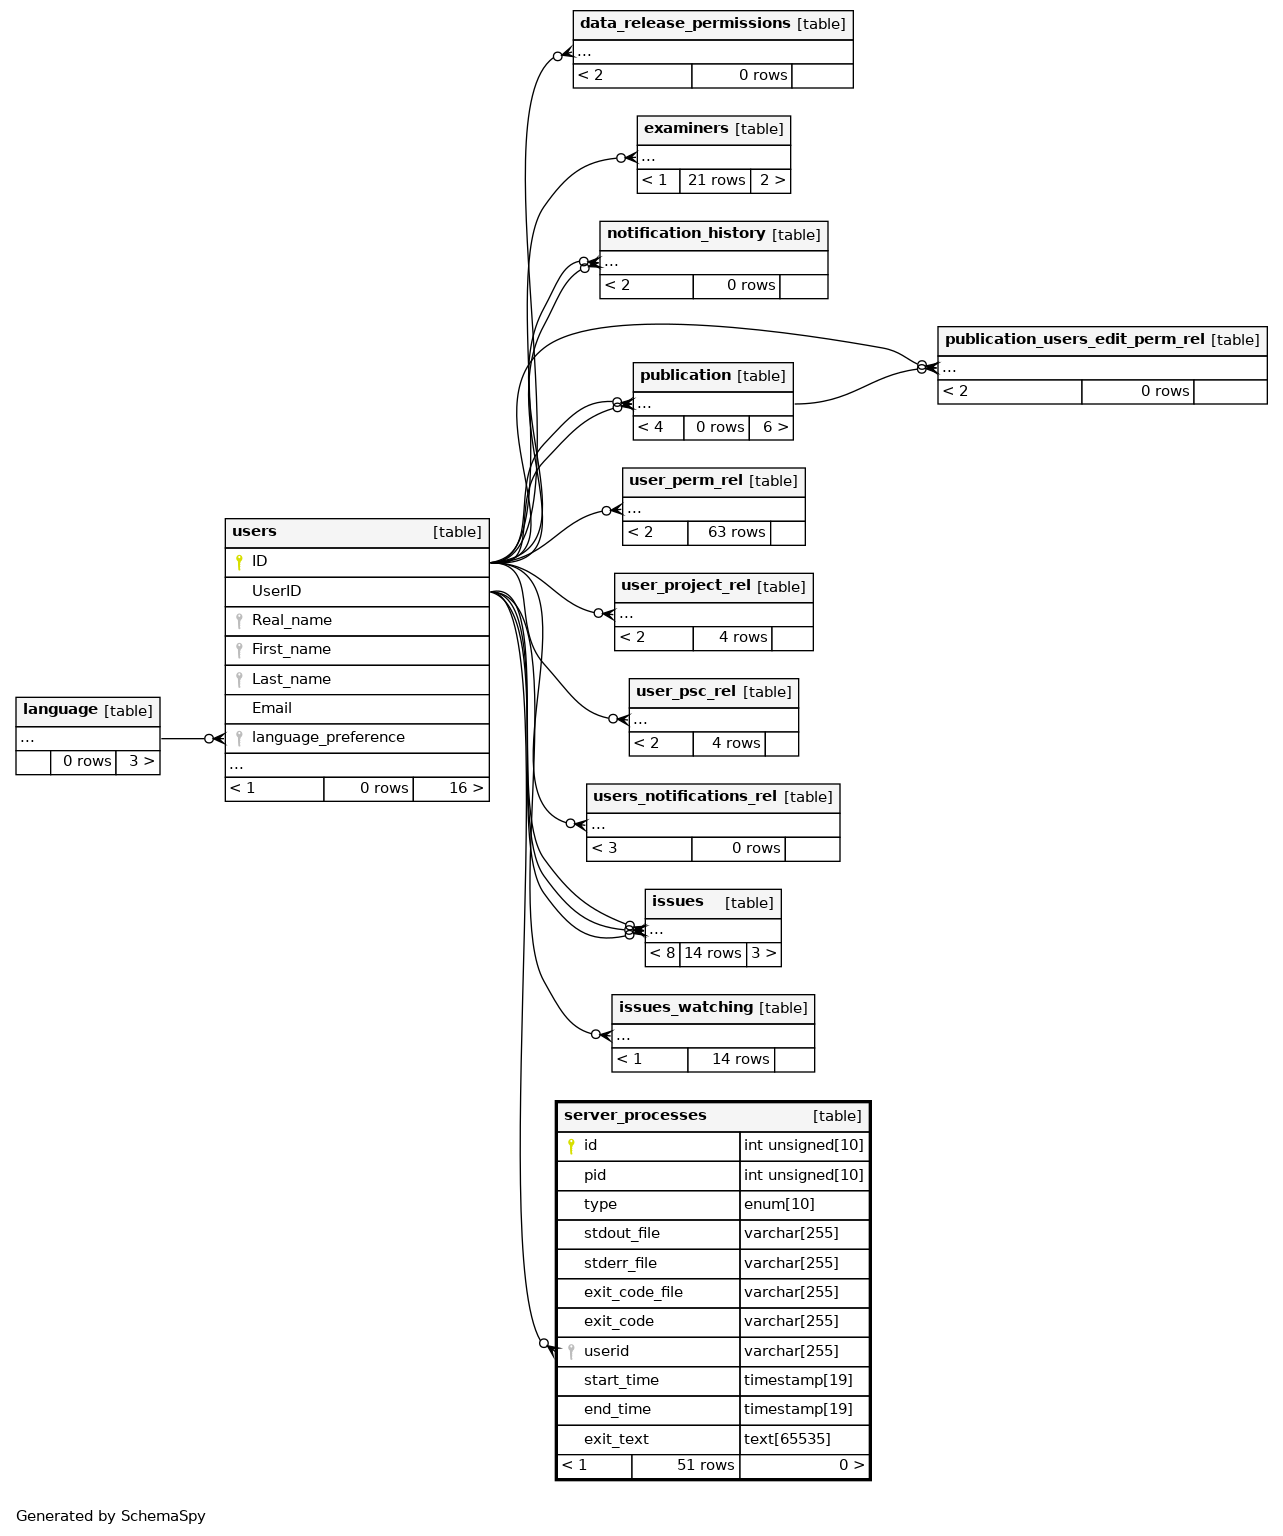 data_release_permissions [table]
...
< 2 0 rows
examiners [table]
...
< 1 21 rows 2 >
notification_history [table]
...
< 2 0 rows
publication_users_edit_perm_rel [table]
...
< 2 0 rows
publication [table]
...
< 4 0 rows 6 >
user_perm_rel [table]
...
< 2 63 rows
users [table]
ID
UserID
Real_name
First_name
Last_name
Email
language_preference
...
< 1 0 rows 16 >
user_project_rel [table]
...
< 2 4 rows
user_psc_rel [table]
...
< 2 4 rows
language [table]
...
0 rows 3 >
users_notifications_rel [table]
...
< 3 0 rows
issues [table]
...
< 8 14 rows 3 >
issues_watching [table]
...
< 1 14 rows
server_processes [table]
id int unsigned[10]
pid int unsigned[10]
type enum[10]
stdout_file varchar[255]
stderr_file varchar[255]
exit_code_file varchar[255]
exit_code varchar[255]
userid varchar[255]
start_time timestamp[19]
end_time timestamp[19]
exit_text text[65535]
< 1 51 rows 0 >
Generated by SchemaSpy